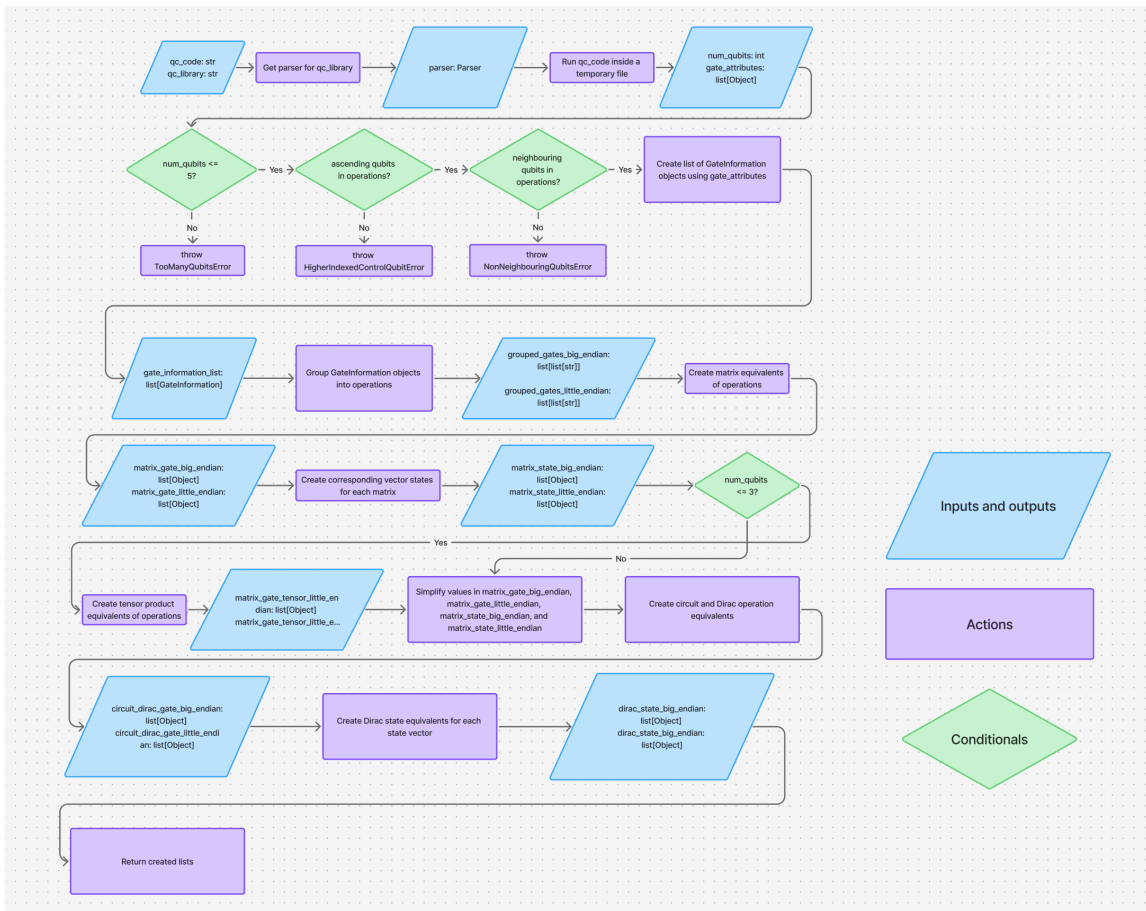 qc_code: str
qc_library: str
Get parser for qc_library
parser: Parser
Run qc_code inside a
temporary file
num_qubits: int
gate_attributes:
list[Object]
num_qubits <=
5?
Yes
ascending qubits
in operations?
Yes
neighbouring
qubits in
operations?
Yes
Create list of GateInformation
objects using gate_attributes
No
No
No
throw
TooManyQubitsError
throw
HigherIndexedControlQubitError
throw
NonNeighbouringQubitsError
gate_information_list:
list[GateInformation]
Group GateInformation objects
into operations
grouped_gates_big_endian:
list[list[str]]
grouped_gates_little_endian:
list[list[str]]
Create matrix equivalents
of operations
matrix_gate_big_endian:
list[Object]
matrix_gate_little_endian:
list[Object]
Create corresponding vector states
for each matrix
matrix_state_big_endian:
list[Object]
matrix_state_little_endian:
list[Object]
num_qubits
<= 3?
Yes
No
Create tensor product
equivalents of operations
matrix_gate_tensor_little_en
dian: list[Object]
matrix_gate_tensor_little_e...
Simplify values in matrix_gate_big_endian,
matrix_gate_little_endian,
matrix_state_big_endian, and
matrix_state_little_endian
Create circuit and Dirac operation
equivalents
circuit_dirac_gate_big_endian:
list[Object]
circuit_dirac_gate_little_endi
an: list[Object]
Create Dirac state equivalents for each
state vector
dirac_state_big_endian:
list[Object]
dirac_state_big_endian:
list[Object]
Return created lists
Inputs and outputs
Actions
Conditionals